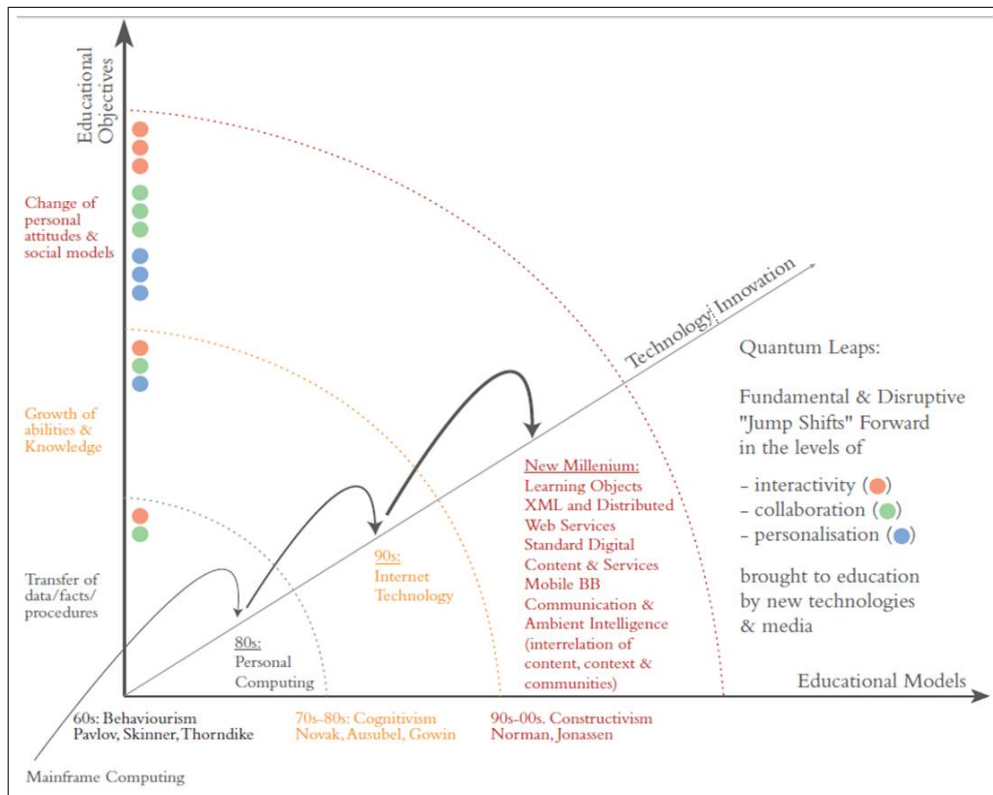 Educational
Objectives
Change of
personal
attitudes &
social models
Growth of
abilities &
Knowledge
Transfer of
data/facts/
procedures
Technology Innovation
Quantum Leaps:
Fundamental & Disruptive
"Jump Shifts" Forward
in the levels of
- interactivity ( )
- collaboration ( )
- personalisation ( )
brought to education
by new technologies
& media
New Millenium:
Learning Objects
XML and Distributed
Web Services
Standard Digital
Content & Services
Mobile BB
Communication &
Ambient Intelligence
(interrelation of
content, context &
communities)
90s:
Internet
Technology
80s:
Personal
Computing
Educational Models
60s: Behaviourism
Pavlov, Skinner, Thorndike
70s-80s: Cognitivism
Novak, Ausubel, Gowin
90s-00s. Constructivism
Norman, Jonassen
Mainframe Computing